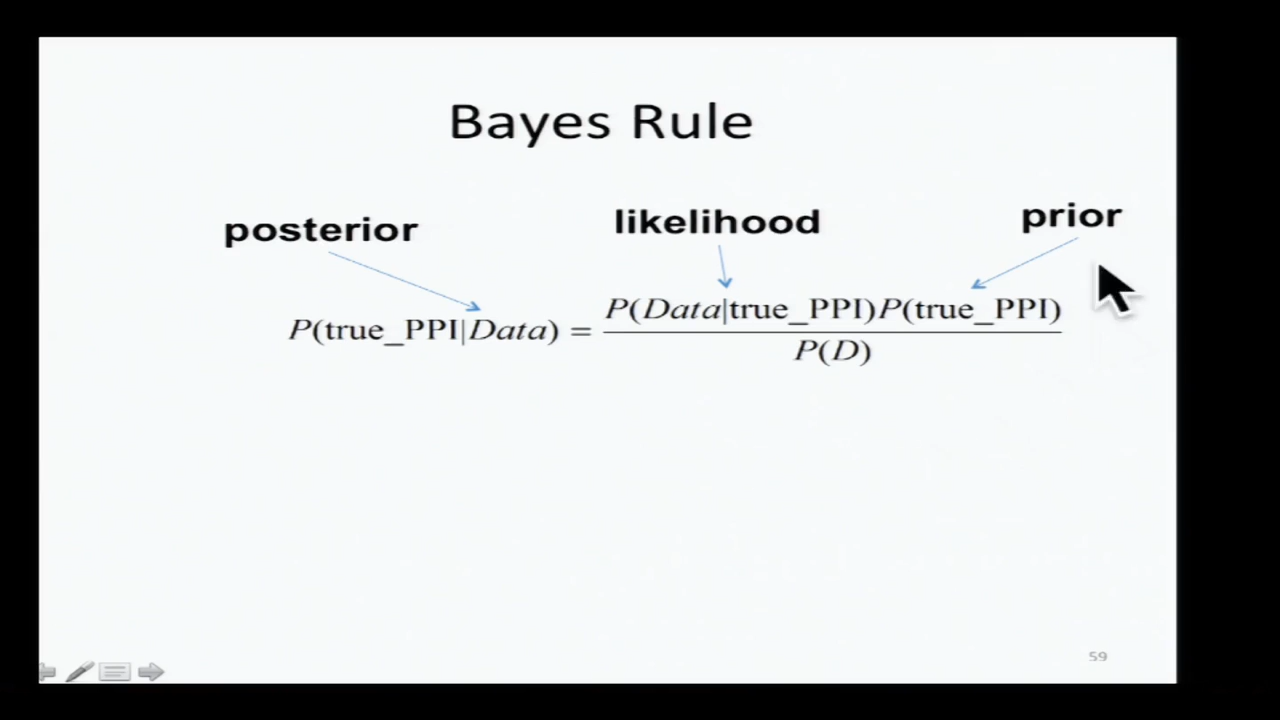 Bayes Rule
posterior likelihood prior
P(true_PPI|Data) = P(Data|true_PPI)P(true_PPI)
P(D)
59